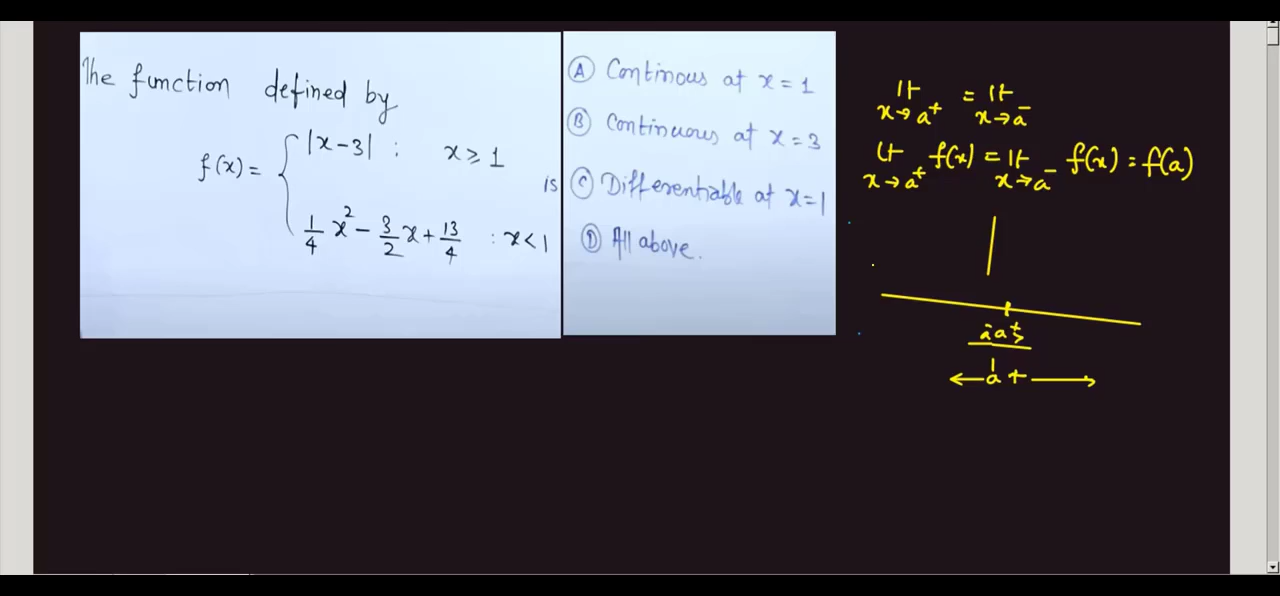 The function defined by
f(x) = { |x-3| : x ≥ 1
1/4 x² - 3/2 x + 13/4 : x < 1
is
Ⓐ Continous at x = 1
Ⓑ Continuous at x = 3
Ⓒ Differentiable at x = 1
Ⓓ All above.
lt x→a⁺ = lt x→a⁻
lt x→a⁺ f(x) = lt x→a⁻ f(x) = f(a)
a⁻ a a⁺
a +